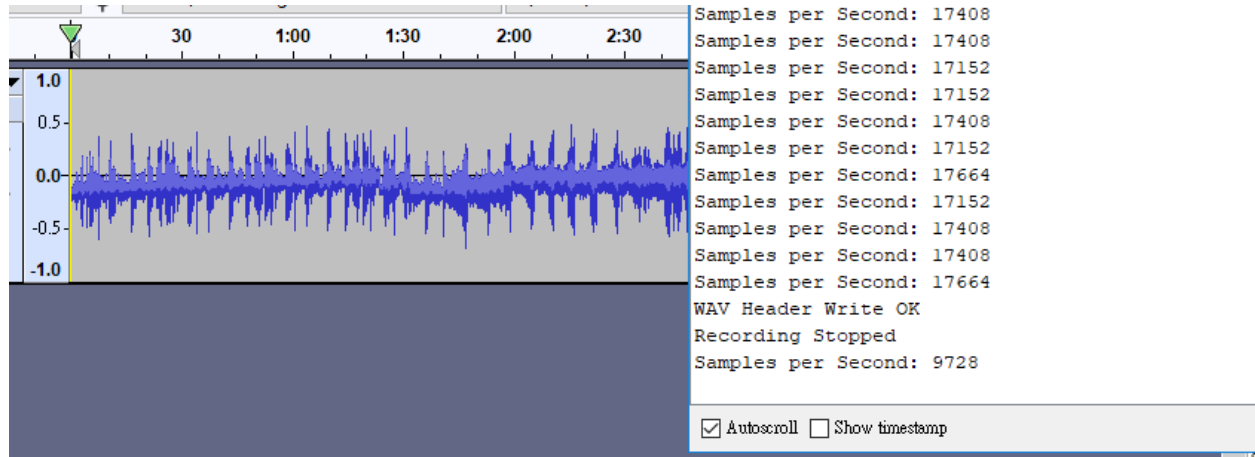 30 1:00 1:30 2:00 2:30
1.0
0.5
0.0
-0.5
-1.0
Samples per Second: 17408
Samples per Second: 17408
Samples per Second: 17152
Samples per Second: 17152
Samples per Second: 17408
Samples per Second: 17152
Samples per Second: 17664
Samples per Second: 17152
Samples per Second: 17408
Samples per Second: 17408
Samples per Second: 17664
WAV Header Write OK
Recording Stopped
Samples per Second: 9728
Autoscroll Show timestamp